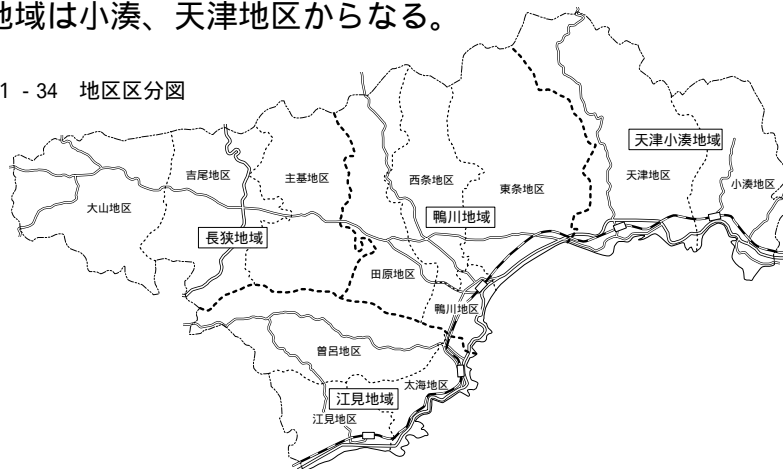 地域は小湊、天津地区からなる。
1 - 34 地区区分図
天津小湊地域
吉尾地区
主基地区
西条地区
東条地区
天津地区
小湊地区
大山地区
鴨川地域
長狭地域
田原地区
鴨川地区
曽呂地区
太海地区
江見地域
江見地区